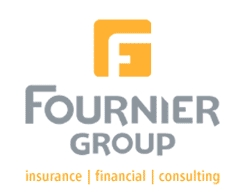 F
FOURNIER
GROUP
insurance | financial | consulting